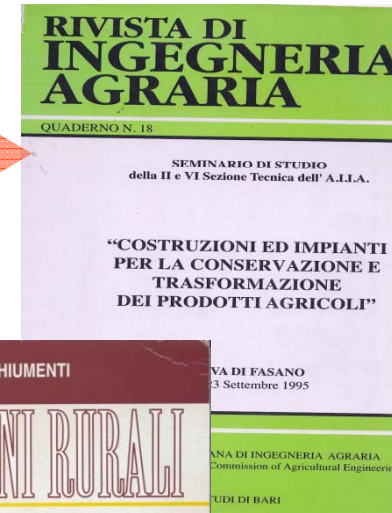 RIVISTA DI
INGEGNERIA
AGRARIA
QUADERNO N. 18
SEMINARIO DI STUDIO
della II e VI Sezione Tecnica dell' A.I.I.A.
“COSTRUZIONI ED IMPIANTI
PER LA CONSERVAZIONE E
TRASFORMAZIONE
DEI PRODOTTI AGRICOLI”
VA DI FASANO
23 Settembre 1995
ANA DI INGEGNERIA AGRARIA
Commission of Agricultural Engineerin
TUDI DI BARI
HIUMENTI
NI RURALI